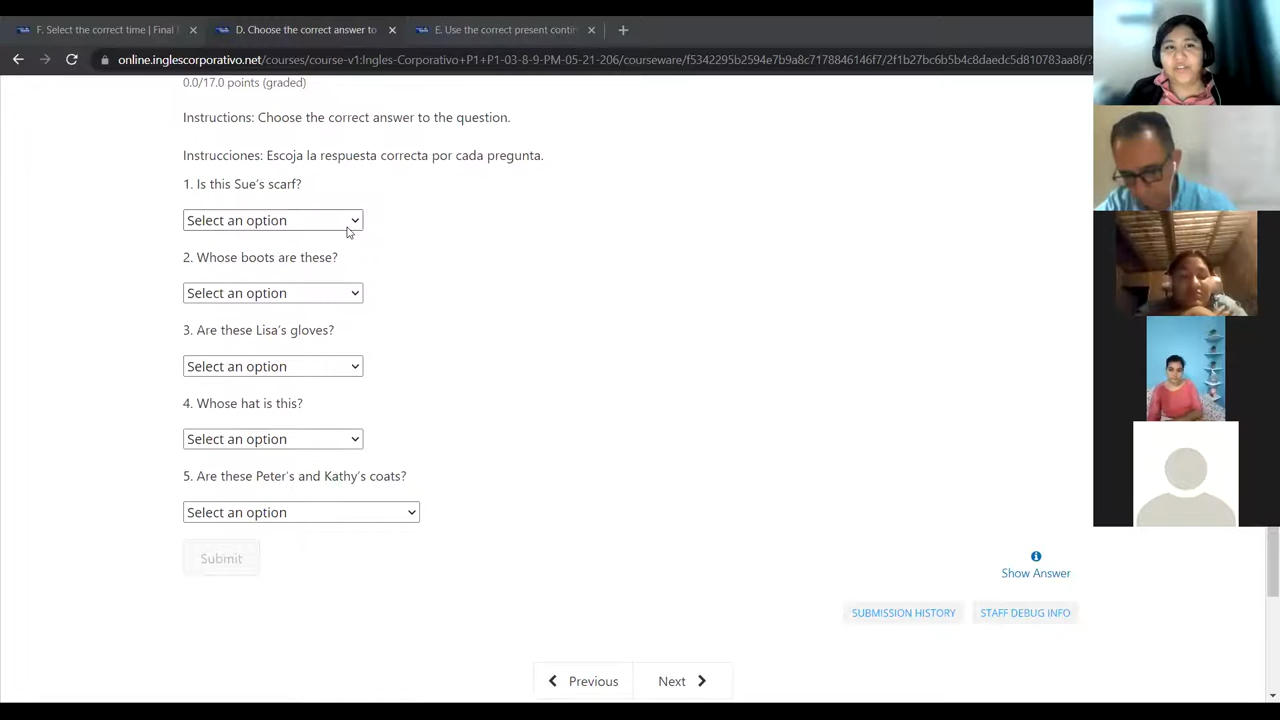 F. Select the correct time | Final
D. Choose the correct answer to
E. Use the correct present conti
online.inglescorporativo.net/courses/course-v1:Ingles-Corporativo+P1+P1-03-8-9-PM-05-21-206/courseware/f5342295b2594e7b9a8c7178846146f7/2f1b27bc6b5b4c8daedc5d810783aa8f/?
0.0/17.0 points (graded)
Instructions: Choose the correct answer to the question.
Instrucciones: Escoja la respuesta correcta por cada pregunta.
1. Is this Sue's scarf?
Select an option
2. Whose boots are these?
Select an option
3. Are these Lisa's gloves?
Select an option
4. Whose hat is this?
Select an option
5. Are these Peter's and Kathy's coats?
Select an option
Submit
Show Answer
SUBMISSION HISTORY
STAFF DEBUG INFO
Previous
Next